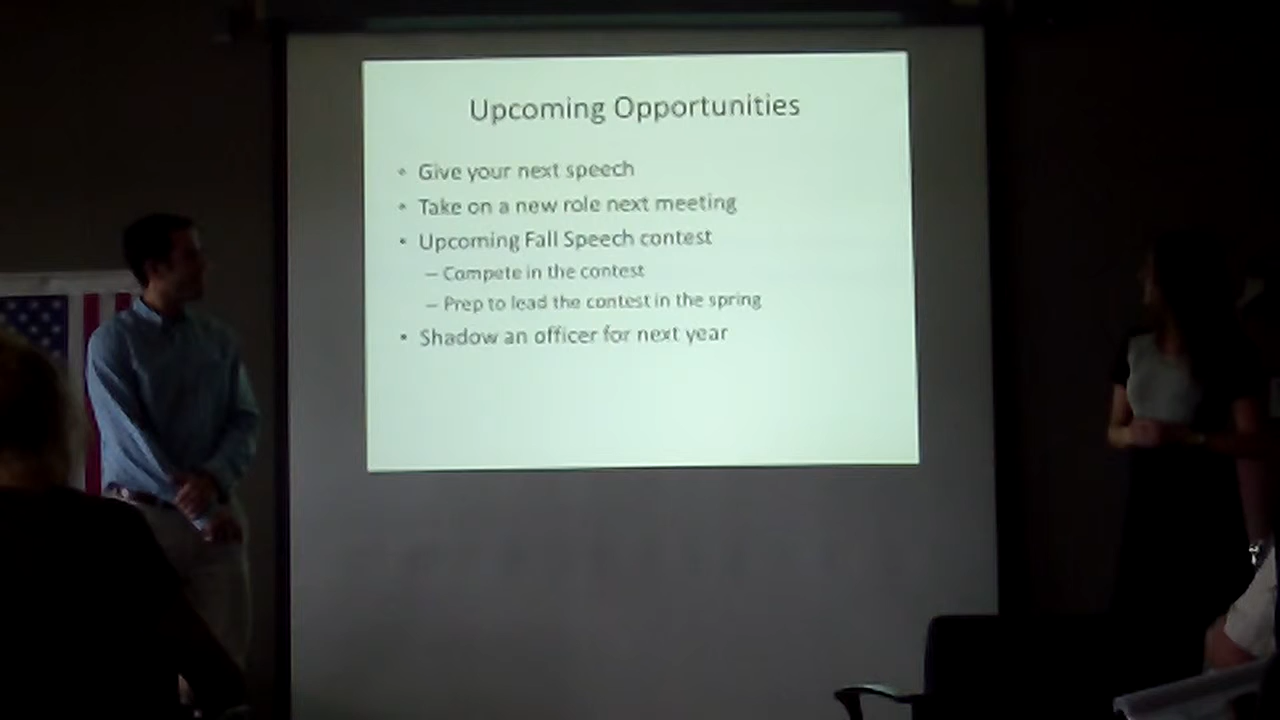 Upcoming Opportunities
• Give your next speech
• Take on a new role next meeting
• Upcoming Fall Speech contest
– Compete in the contest
– Prep to lead the contest in the spring
• Shadow an officer for next year